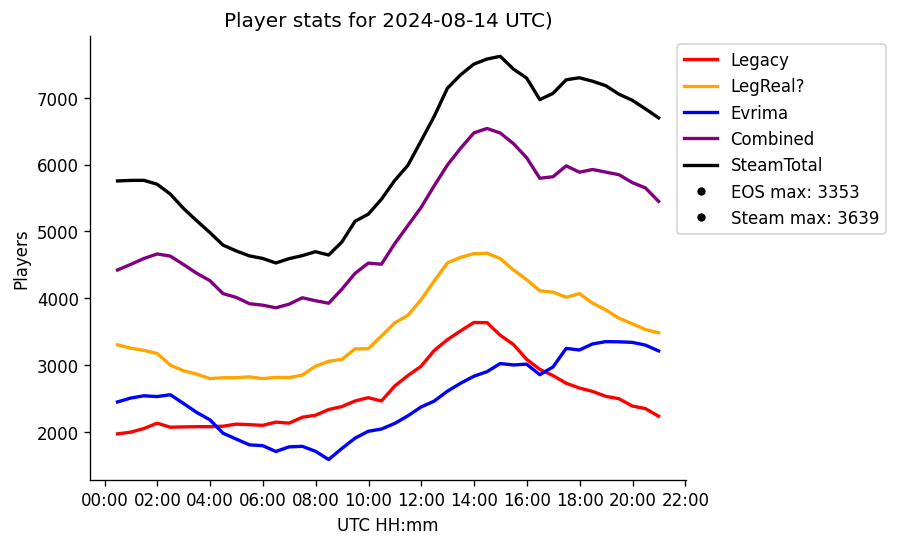 Player stats for 2024-08-14 UTC)
Players
7000
6000
5000
4000
3000
2000
00:00 02:00 04:00 06:00 08:00 10:00 12:00 14:00 16:00 18:00 20:00 22:00
UTC HH:mm
Legacy
LegReal?
Evrima
Combined
SteamTotal
EOS max: 3353
Steam max: 3639